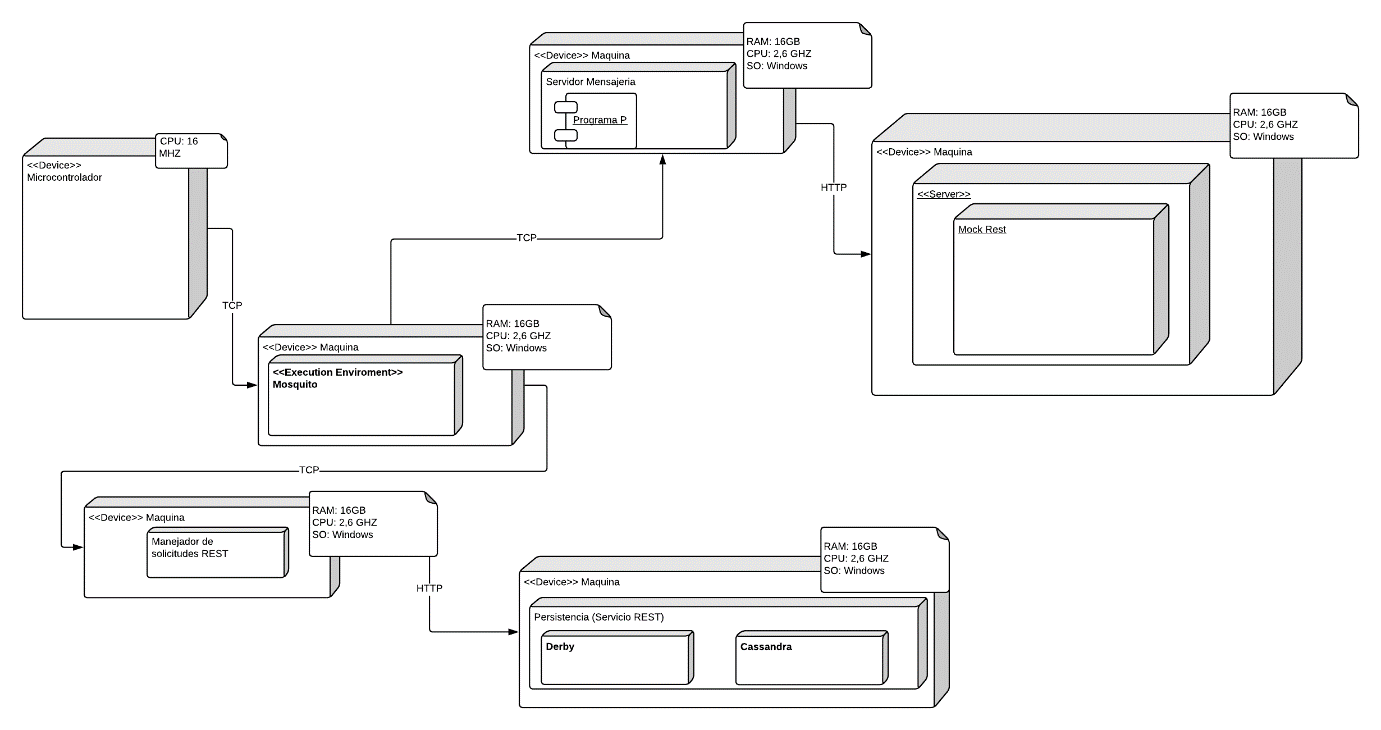 RAM: 16GB
CPU: 2,6 GHZ
SO: Windows
<<Device>> Maquina
Servidor Mensajeria
Programa P
RAM: 16GB
CPU: 2,6 GHZ
SO: Windows
<<Device>> Maquina
<<Server>>
Mock Rest
HTTP
CPU: 16
MHZ
<<Device>>
Microcontrolador
TCP
TCP
RAM: 16GB
CPU: 2,6 GHZ
SO: Windows
<<Device>> Maquina
<<Execution Enviroment>>
Mosquito
TCP
RAM: 16GB
CPU: 2,6 GHZ
SO: Windows
<<Device>> Maquina
Manejador de
solicitudes REST
HTTP
RAM: 16GB
CPU: 2,6 GHZ
SO: Windows
<<Device>> Maquina
Persistencia (Servicio REST)
Derby
Cassandra